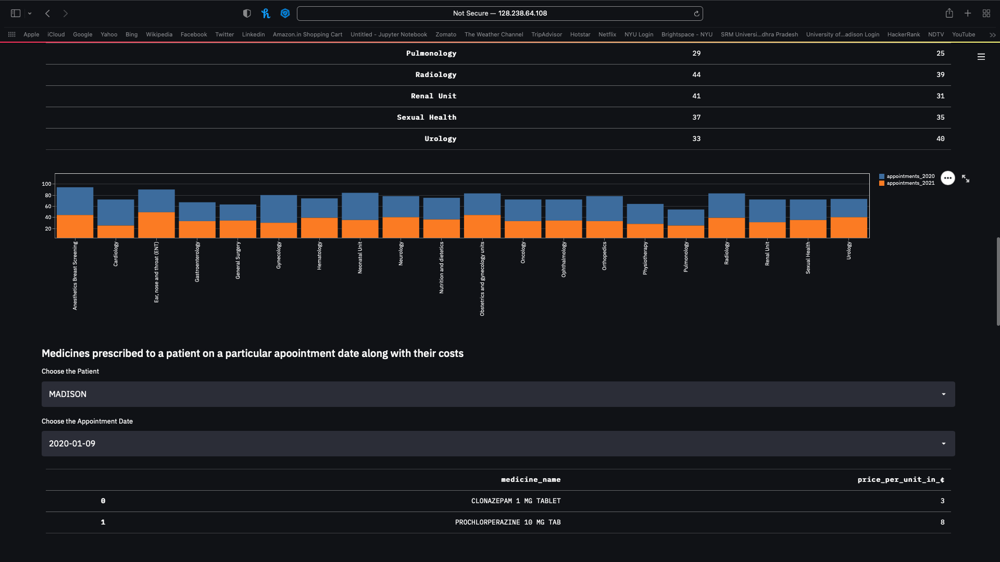 Not Secure — 128.238.64.108
Apple iCloud Google Yahoo Bing Wikipedia Facebook Twitter Linkedin Amazon.in Shopping Cart Untitled - Jupyter Notebook Zomato The Weather Channel TripAdvisor Hotstar Netflix NYU Login Brightspace - NYU SRM Universi...dhra Pradesh University of...adison Login HackerRank NDTV YouTube
Pulmonology 29 25
Radiology 44 39
Renal Unit 41 31
Sexual Health 37 35
Urology 33 40
appointments_2020
appointments_2021
100
80
60
40
20
Anesthetics Breast Screening
Cardiology
Ear, nose and throat (ENT)
Gastroenterology
General Surgery
Gynecology
Hematology
Neonatal Unit
Neurology
Nutrition and dietetics
Obstetrics and gynecology units
Oncology
Ophthalmology
Orthopedics
Physiotherapy
Pulmonology
Radiology
Renal Unit
Sexual Health
Urology
Medicines prescribed to a patient on a particular apoointment date along with their costs
Choose the Patient
MADISON
Choose the Appointment Date
2020-01-09
medicine_name price_per_unit_in_¢
0 CLONAZEPAM 1 MG TABLET 3
1 PROCHLORPERAZINE 10 MG TAB 8